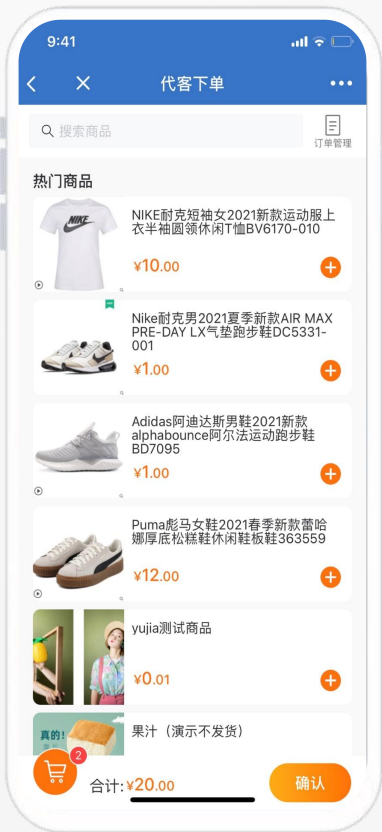 9:41
代客下单
搜索商品
订单管理
热门商品
NIKE
NIKE耐克短袖女2021新款运动服上
衣半袖圆领休闲T恤BV6170-010
¥10.00
Nike耐克男2021夏季新款AIR MAX
PRE-DAY LX气垫跑步鞋DC5331-
001
¥1.00
Adidas阿迪达斯男鞋2021新款
alphabounce阿尔法运动跑步鞋
BD7095
¥1.00
Puma彪马女鞋2021春季新款蕾哈
娜厚底松糕鞋休闲鞋板鞋363559
¥12.00
yujia测试商品
¥0.01
真的!
果汁（演示不发货）
2
合计:¥20.00
确认